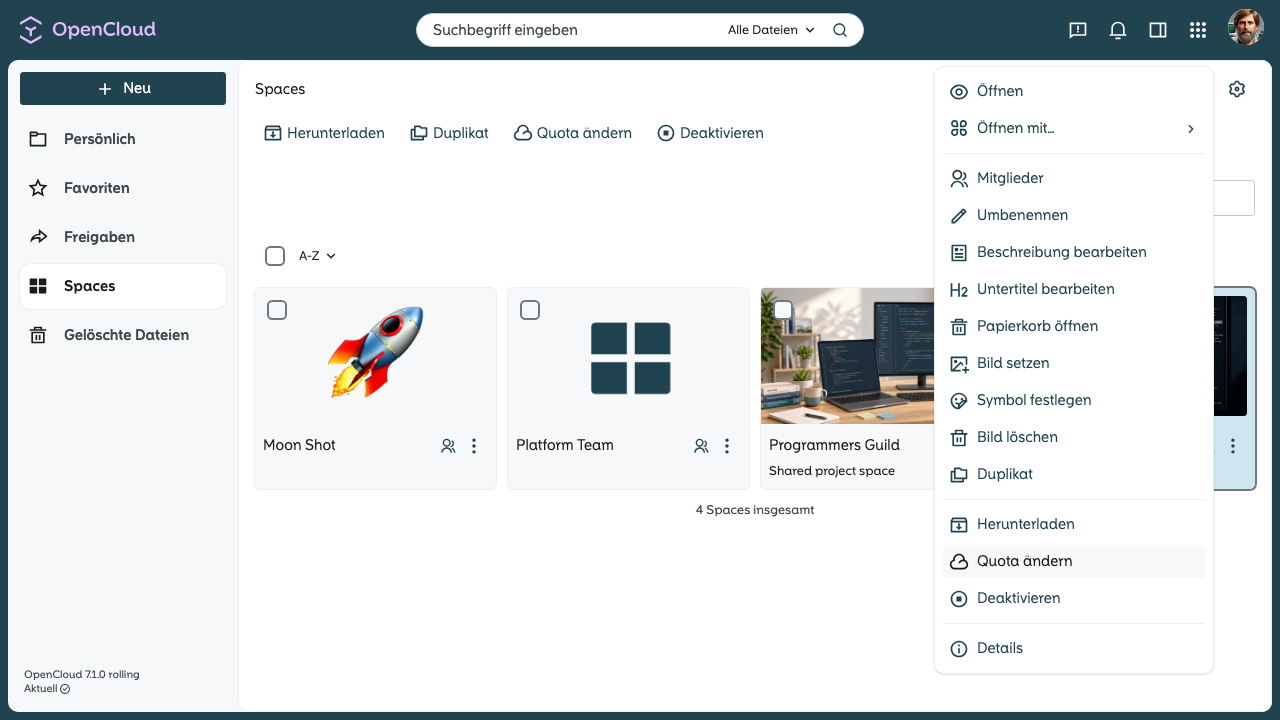 OpenCloud
Suchbegriff eingeben
Alle Dateien
Neu
Persönlich
Favoriten
Freigaben
Spaces
Gelöschte Dateien
OpenCloud 7.1.0 rolling
Aktuell
Spaces
Herunterladen
Duplikat
Quota ändern
Deaktivieren
A-Z
Moon Shot
Platform Team
Programmers Guild
Shared project space
4 Spaces insgesamt
Öffnen
Öffnen mit...
Mitglieder
Umbenennen
Beschreibung bearbeiten
Untertitel bearbeiten
Papierkorb öffnen
Bild setzen
Symbol festlegen
Bild löschen
Duplikat
Herunterladen
Quota ändern
Deaktivieren
Details